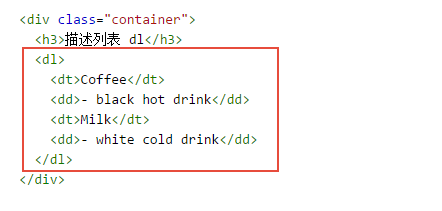 <div class="container">
<h3>描述列表 dl</h3>
<dl>
<dt>Coffee</dt>
<dd>- black hot drink</dd>
<dt>Milk</dt>
<dd>- white cold drink</dd>
</dl>
</div>